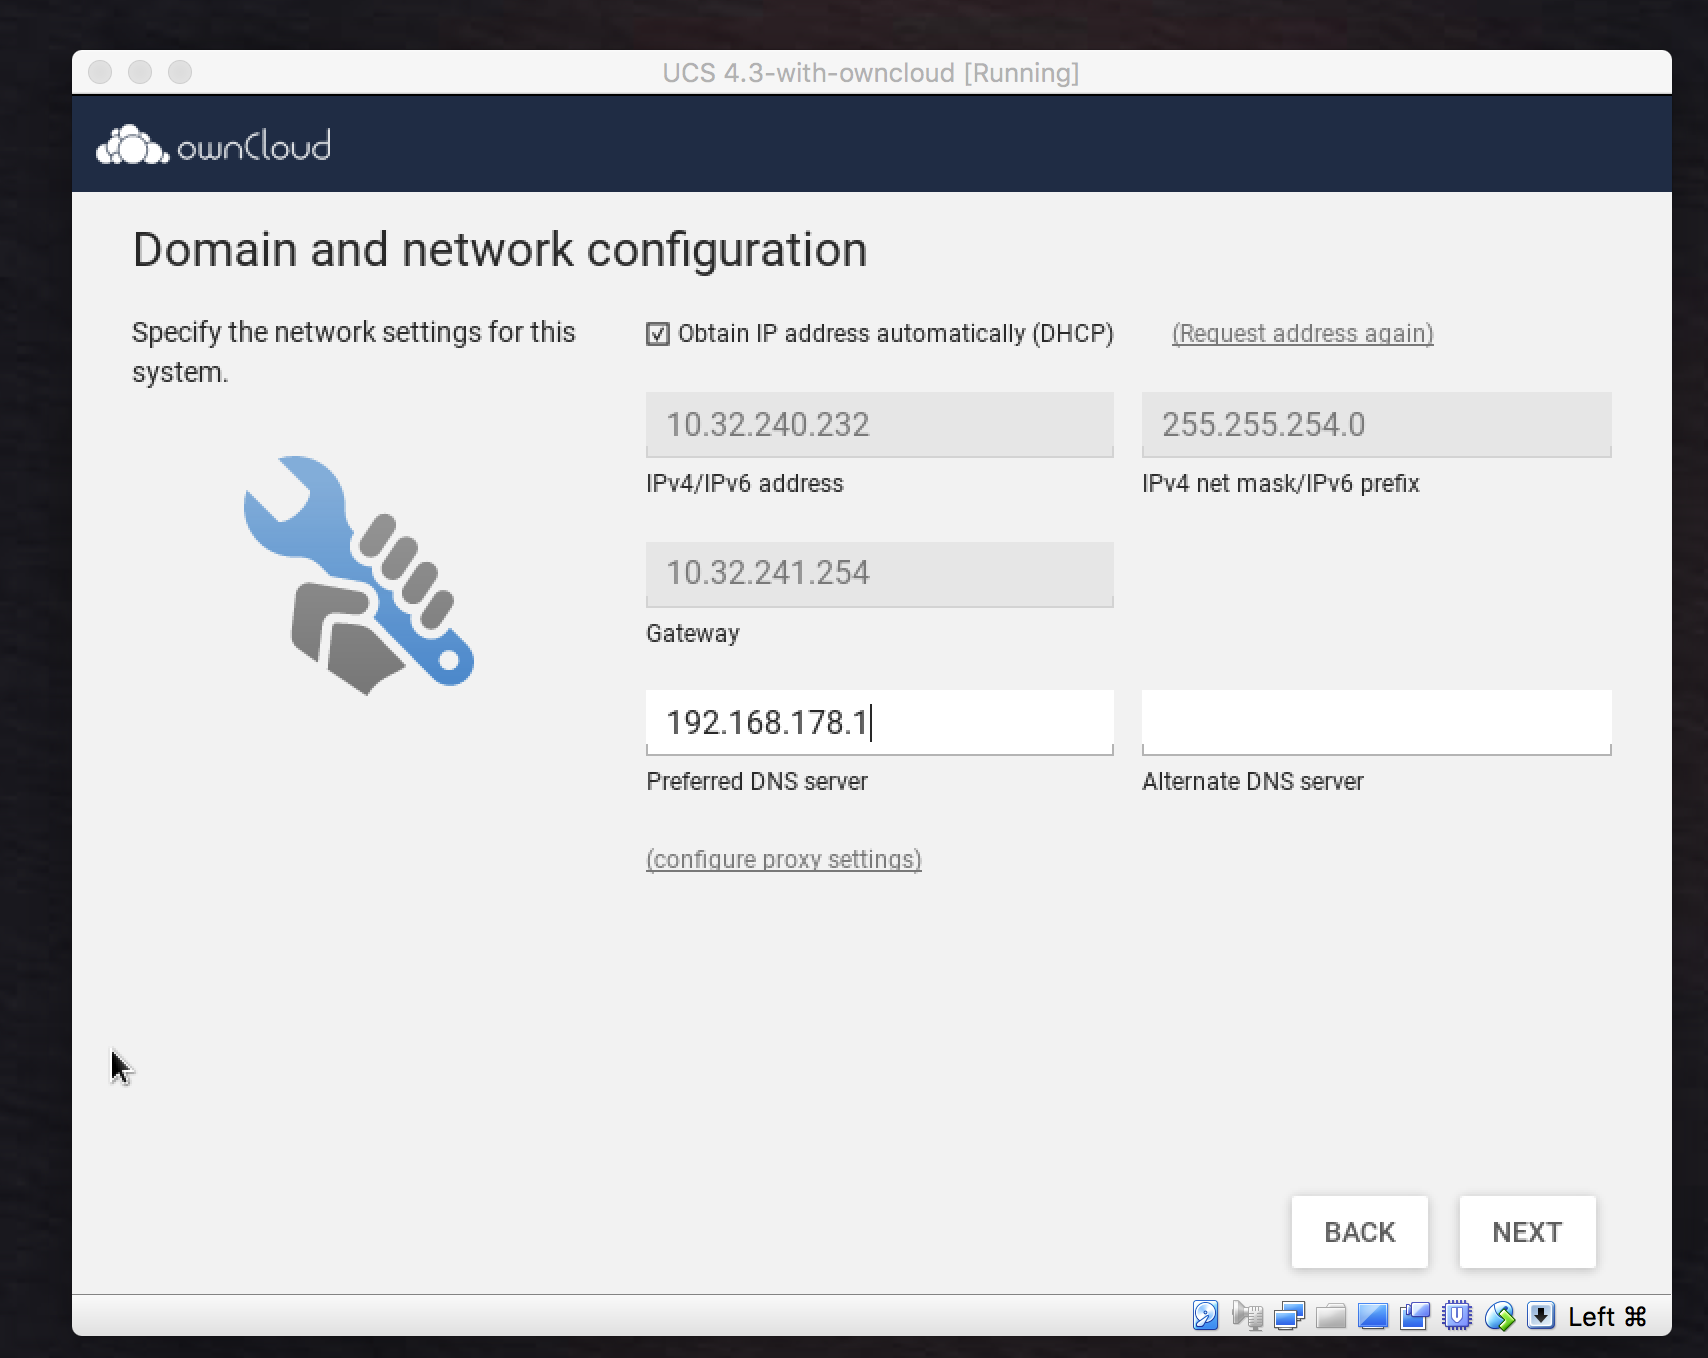 UCS 4.3-with-owncloud [Running]
ownCloud
Domain and network configuration
Specify the network settings for this
system.
Obtain IP address automatically (DHCP)
(Request address again)
10.32.240.232
255.255.254.0
IPv4/IPv6 address
IPv4 net mask/IPv6 prefix
10.32.241.254
Gateway
192.168.178.1
Preferred DNS server
Alternate DNS server
(configure proxy settings)
BACK
NEXT
Left ⌘